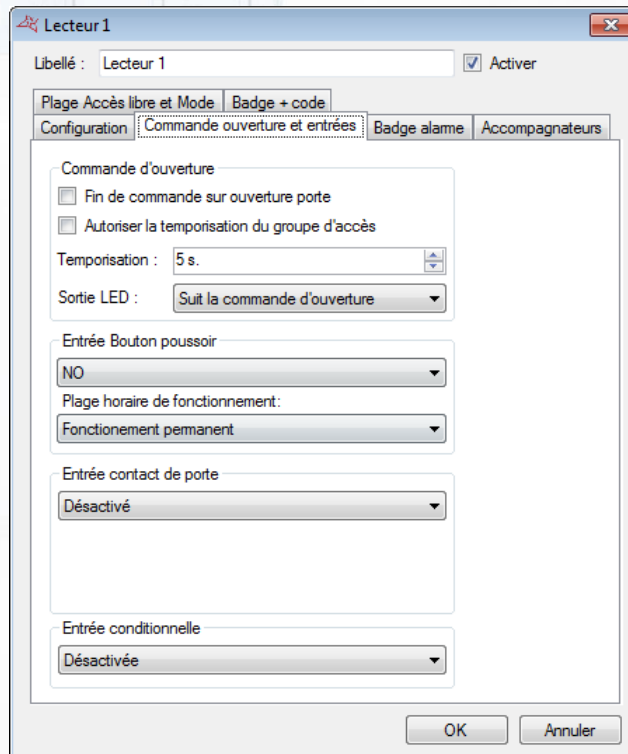 Lecteur 1
Libellé : Lecteur 1 Activer
Plage Accès libre et Mode Badge + code
Configuration Commande ouverture et entrées Badge alarme Accompagnateurs
Commande d'ouverture
Fin de commande sur ouverture porte
Autoriser la temporisation du groupe d'accès
Temporisation : 5 s.
Sortie LED : Suit la commande d'ouverture
Entrée Bouton poussoir
NO
Plage horaire de fonctionnement:
Fonctionement permanent
Entrée contact de porte
Désactivé
Entrée conditionnelle
Désactivée
OK Annuler